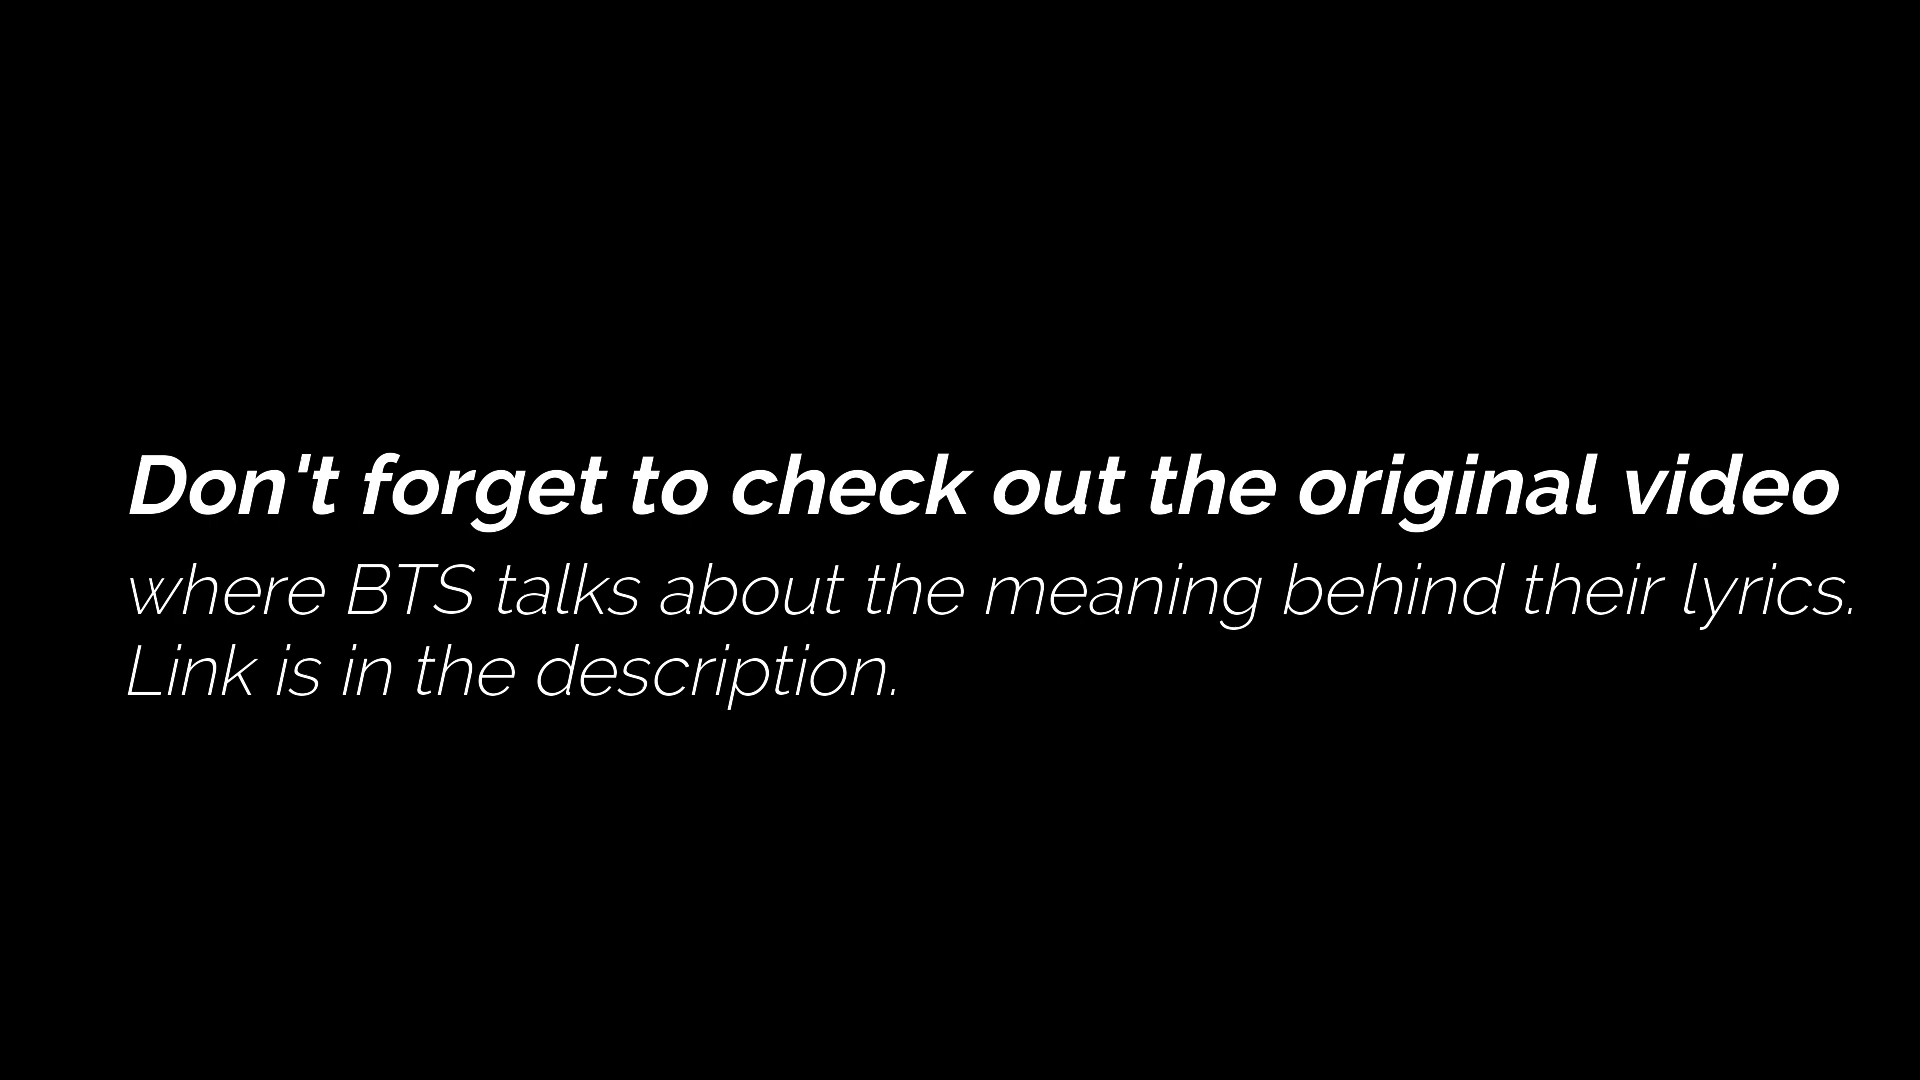 Don't forget to check out the original video
where BTS talks about the meaning behind their lyrics.
Link is in the description.